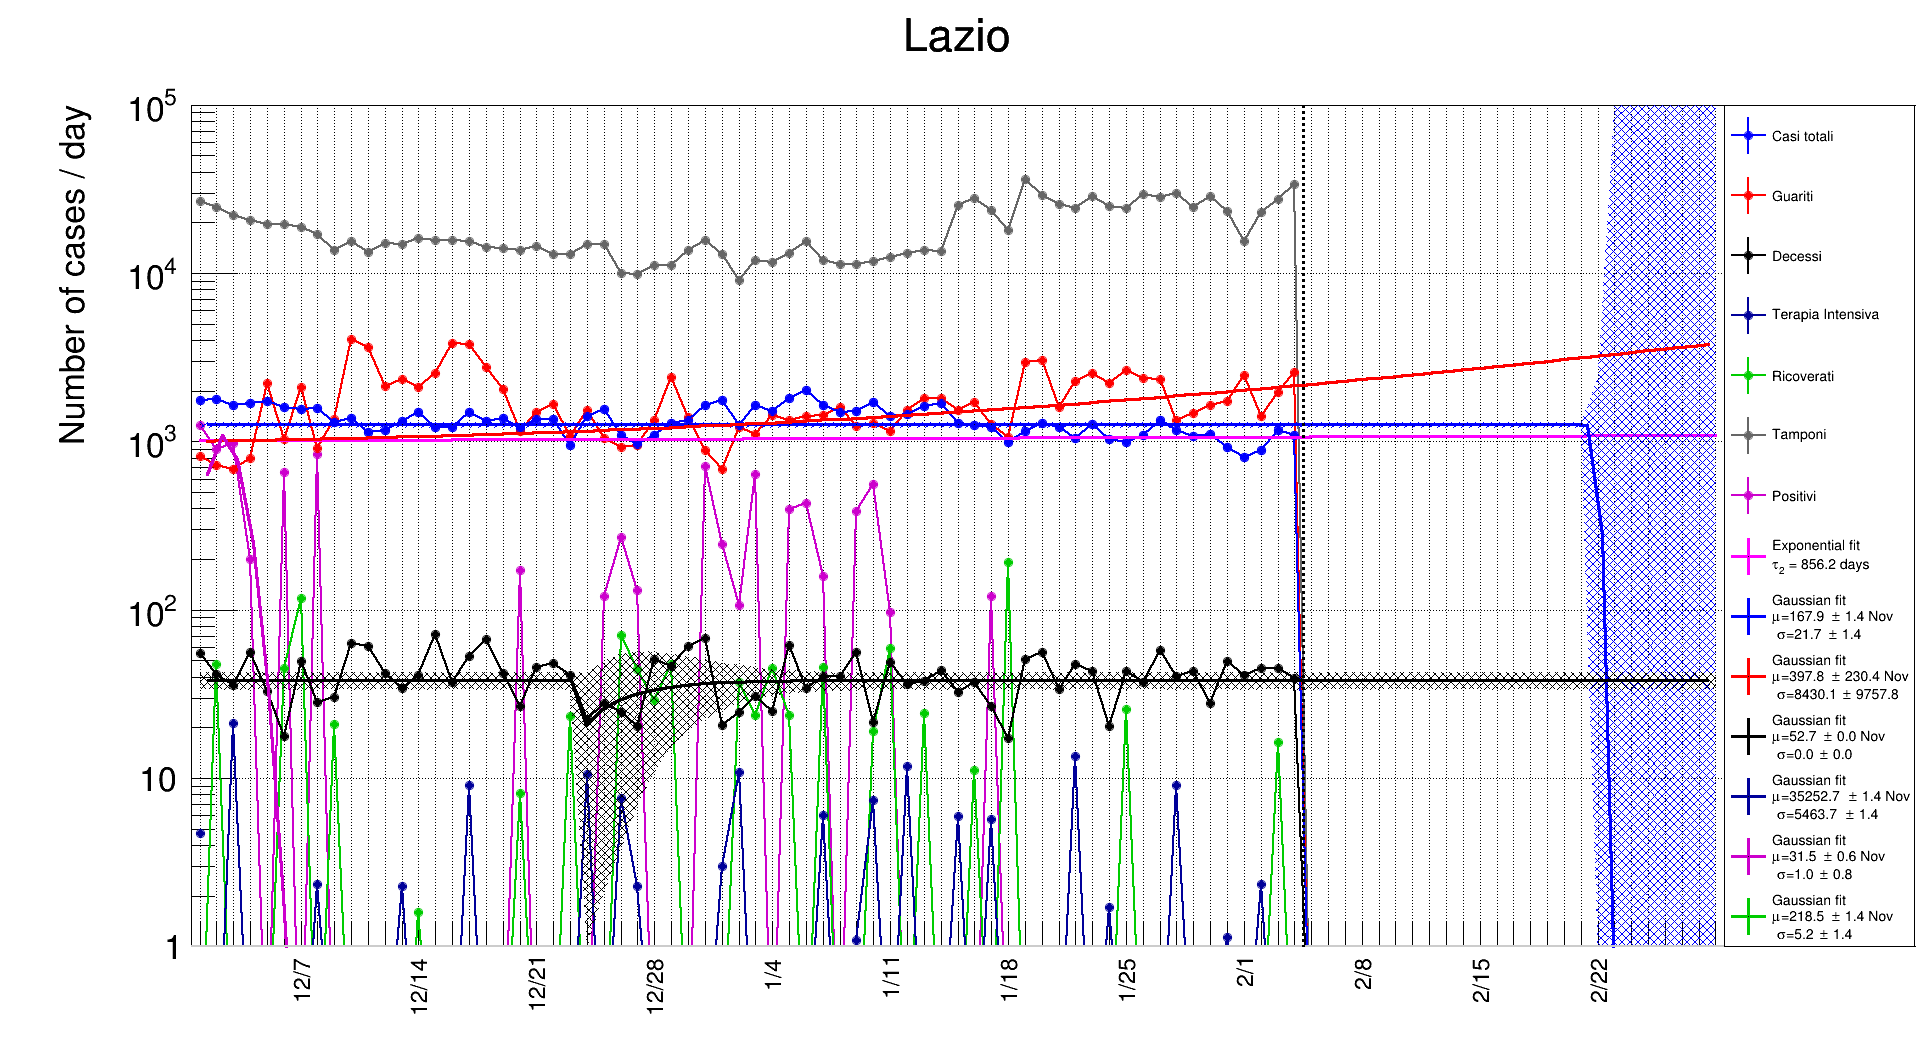 Lazio
Number of cases / day
10^5
10^4
10^3
10^2
10
1
12/7
12/14
12/21
12/28
1/4
1/11
1/18
1/25
2/1
2/8
2/15
2/22
Casi totali
Guariti
Decessi
Terapia Intensiva
Ricoverati
Tamponi
Positivi
Exponential fit
τ₂ = 856.2 days
Gaussian fit
μ=167.9 ± 1.4 Nov
σ=21.7 ± 1.4
Gaussian fit
μ=397.8 ± 230.4 Nov
σ=8430.1 ± 9757.8
Gaussian fit
μ=52.7 ± 0.0 Nov
σ=0.0 ± 0.0
Gaussian fit
μ=35252.7 ± 1.4 Nov
σ=5463.7 ± 1.4
Gaussian fit
μ=31.5 ± 0.6 Nov
σ=1.0 ± 0.8
Gaussian fit
μ=218.5 ± 1.4 Nov
σ=5.2 ± 1.4